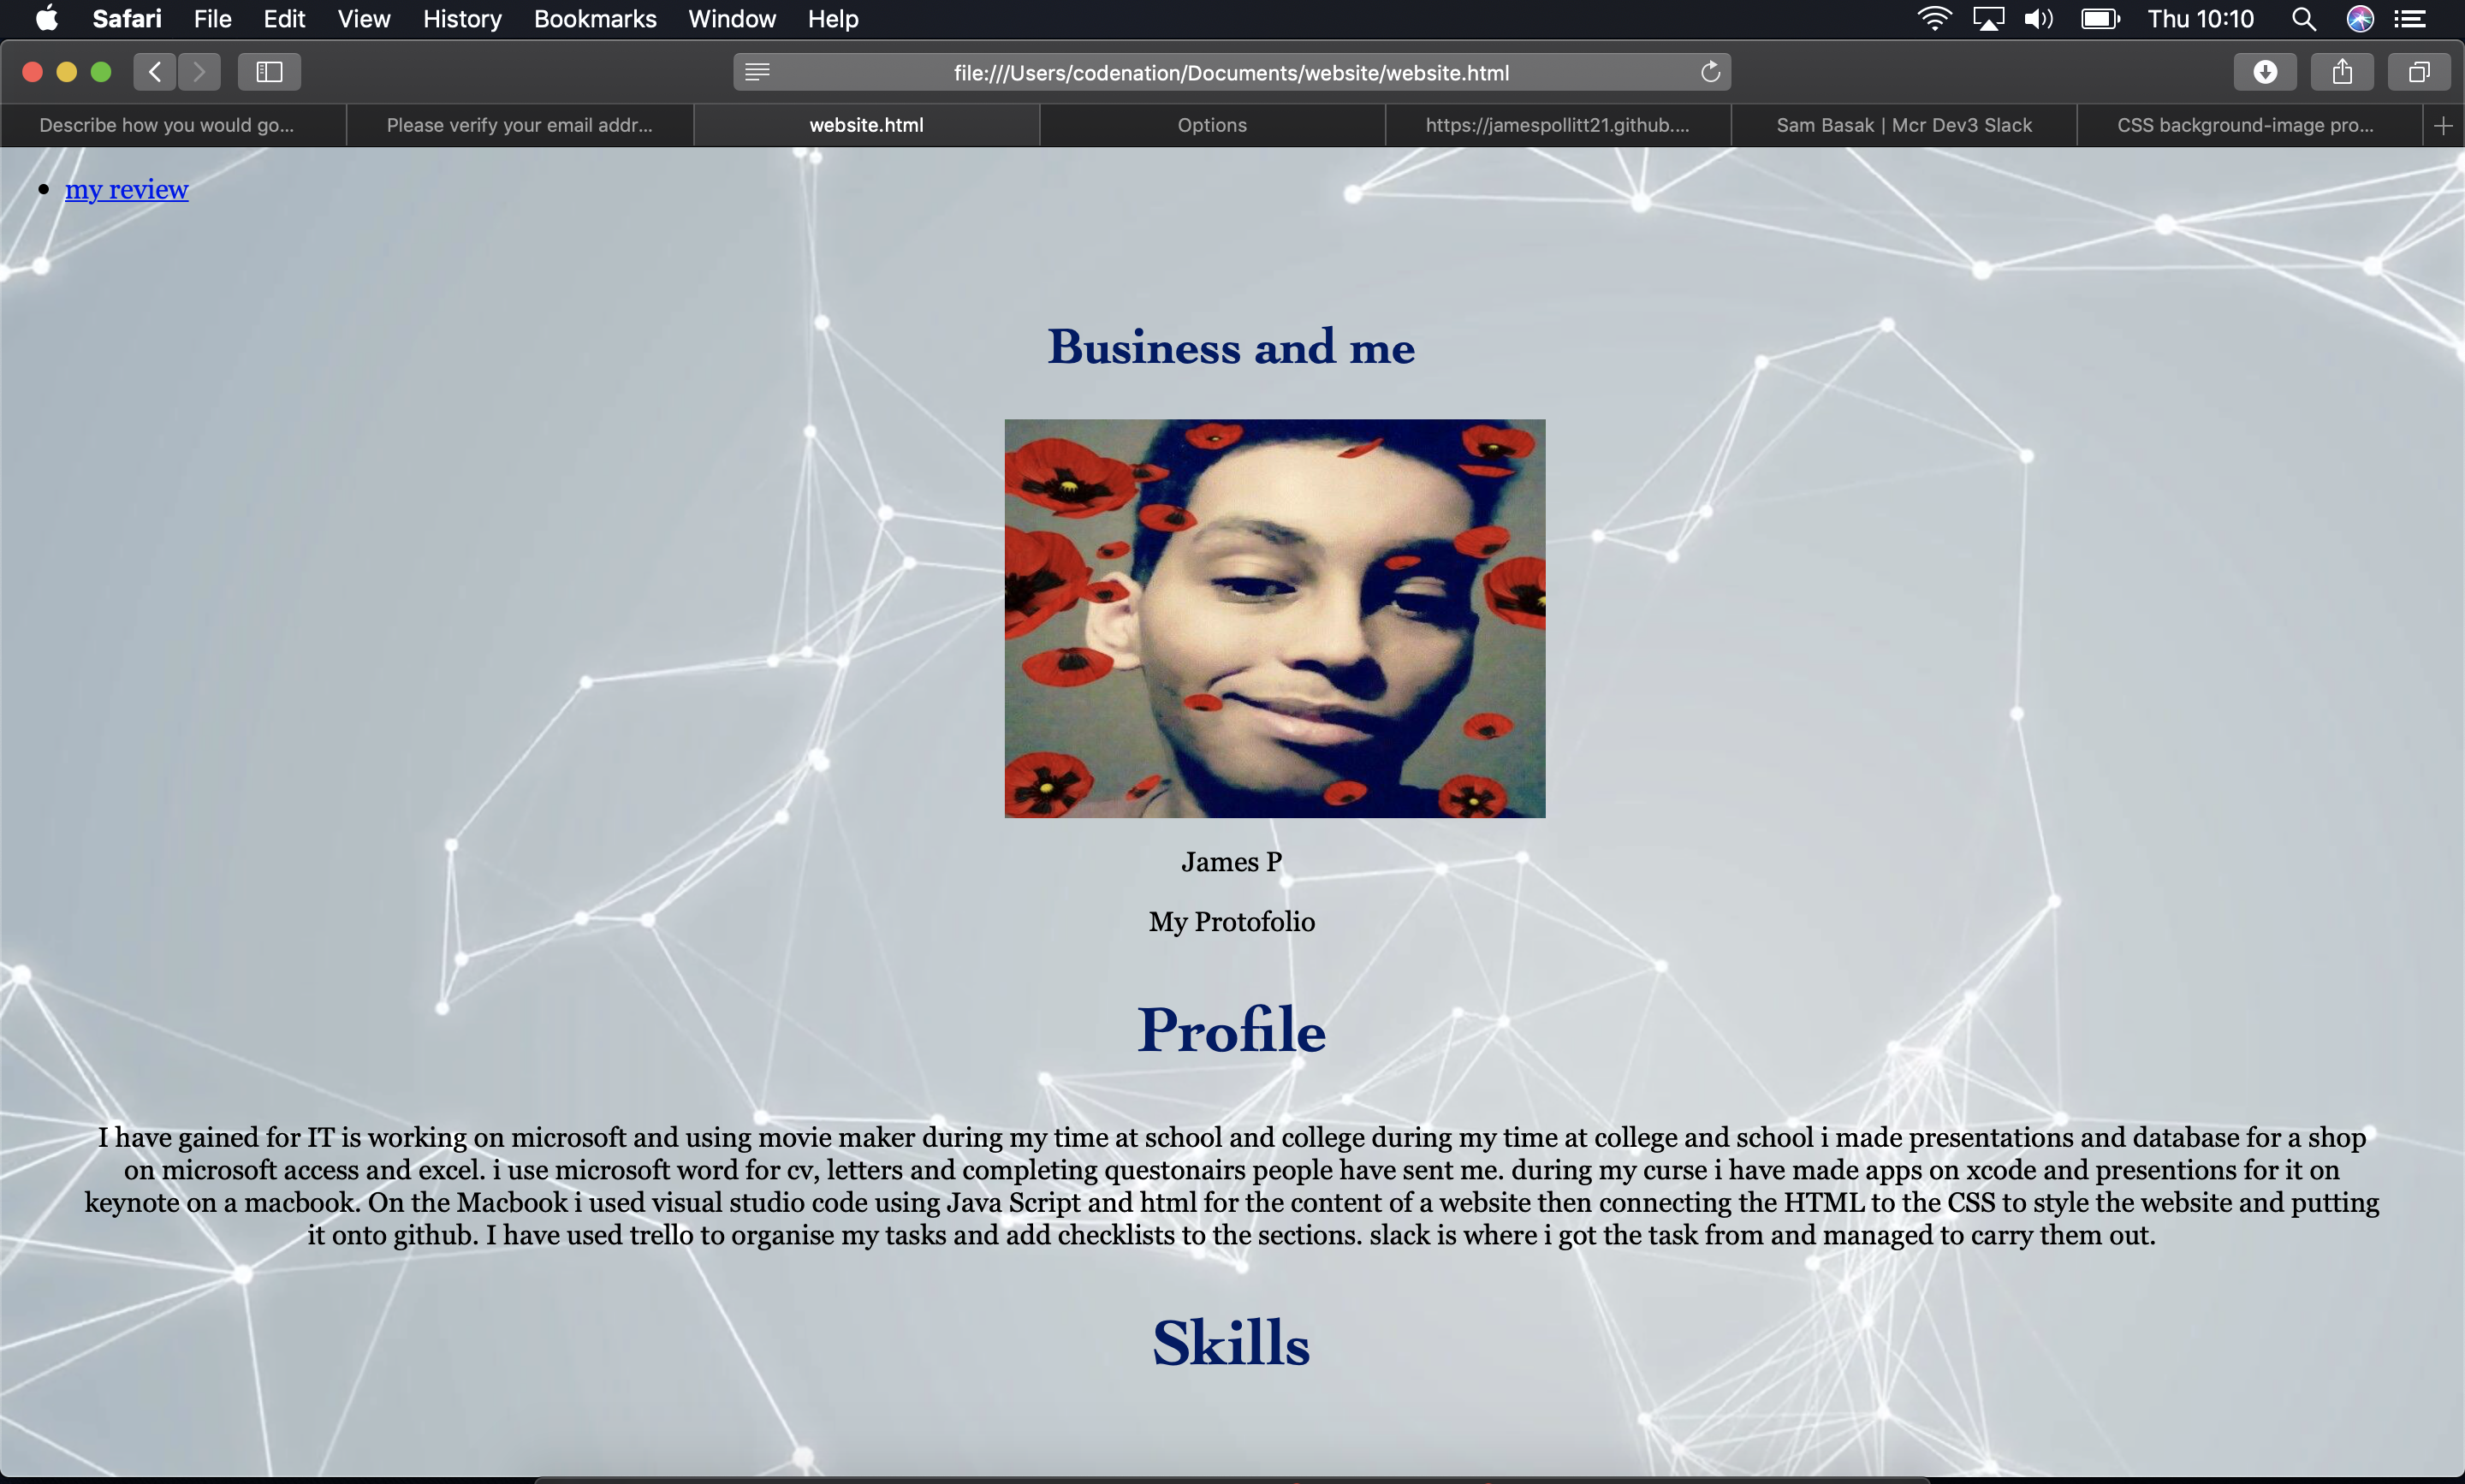 Safari File Edit View History Bookmarks Window Help Thu 10:10
file:///Users/codenation/Documents/website/website.html
Describe how you would go... Please verify your email addr... website.html Options https://jamespollitt21.github.... Sam Basak | Mcr Dev3 Slack CSS background-image pro...
my review
Business and me
James P
My Protofolio
Profile
I have gained for IT is working on microsoft and using movie maker during my time at school and college during my time at college and school i made presentations and database for a shop
on microsoft access and excel. i use microsoft word for cv, letters and completing questonairs people have sent me. during my curse i have made apps on xcode and presentions for it on
keynote on a macbook. On the Macbook i used visual studio code using Java Script and html for the content of a website then connecting the HTML to the CSS to style the website and putting
it onto github. I have used trello to organise my tasks and add checklists to the sections. slack is where i got the task from and managed to carry them out.
Skills